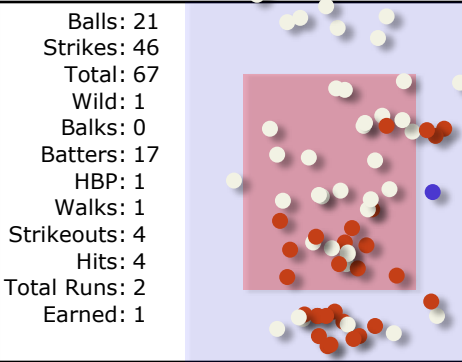 Balls: 21
Strikes: 46
Total: 67
Wild: 1
Balks: 0
Batters: 17
HBP: 1
Walks: 1
Strikeouts: 4
Hits: 4
Total Runs: 2
Earned: 1